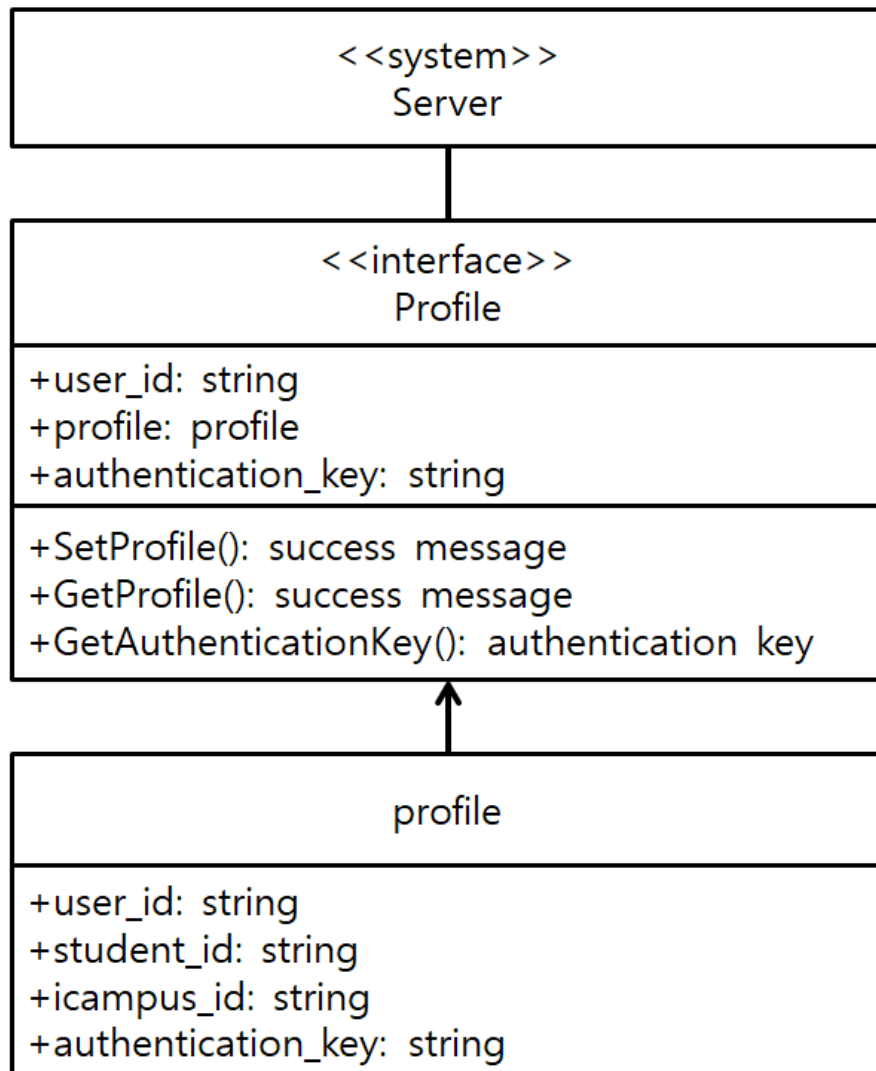 <<system>>
Server
<<interface>>
Profile
+user_id: string
+profile: profile
+authentication_key: string
+SetProfile(): success message
+GetProfile(): success message
+GetAuthenticationKey(): authentication key
profile
+user_id: string
+student_id: string
+icampus_id: string
+authentication_key: string